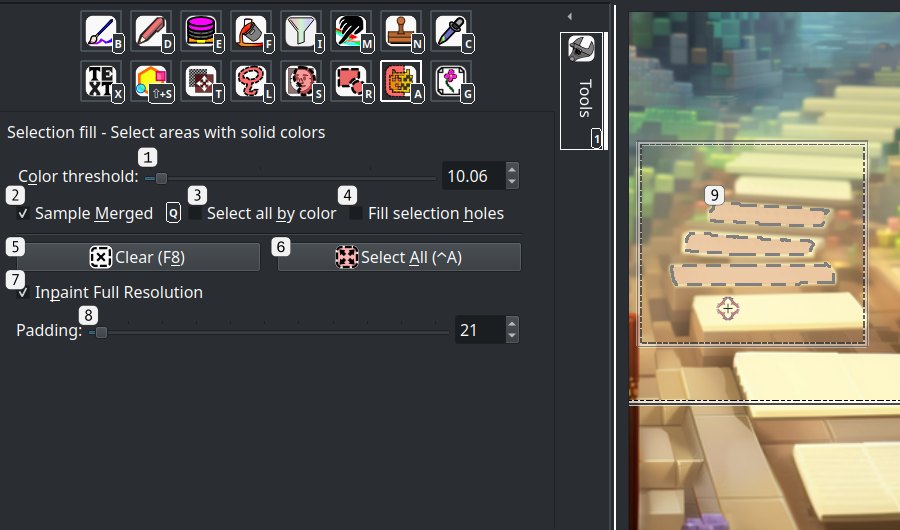 B D E F I M N C
TEXT X ⇧+S T L S R A G
Tools
1
Selection fill - Select areas with solid colors
1
Color threshold: 10.06
2 3 4
Sample Merged Q Select all by color Fill selection holes
5 6
Clear (F8) Select All (^A)
7
Inpaint Full Resolution
8
Padding: 21
9